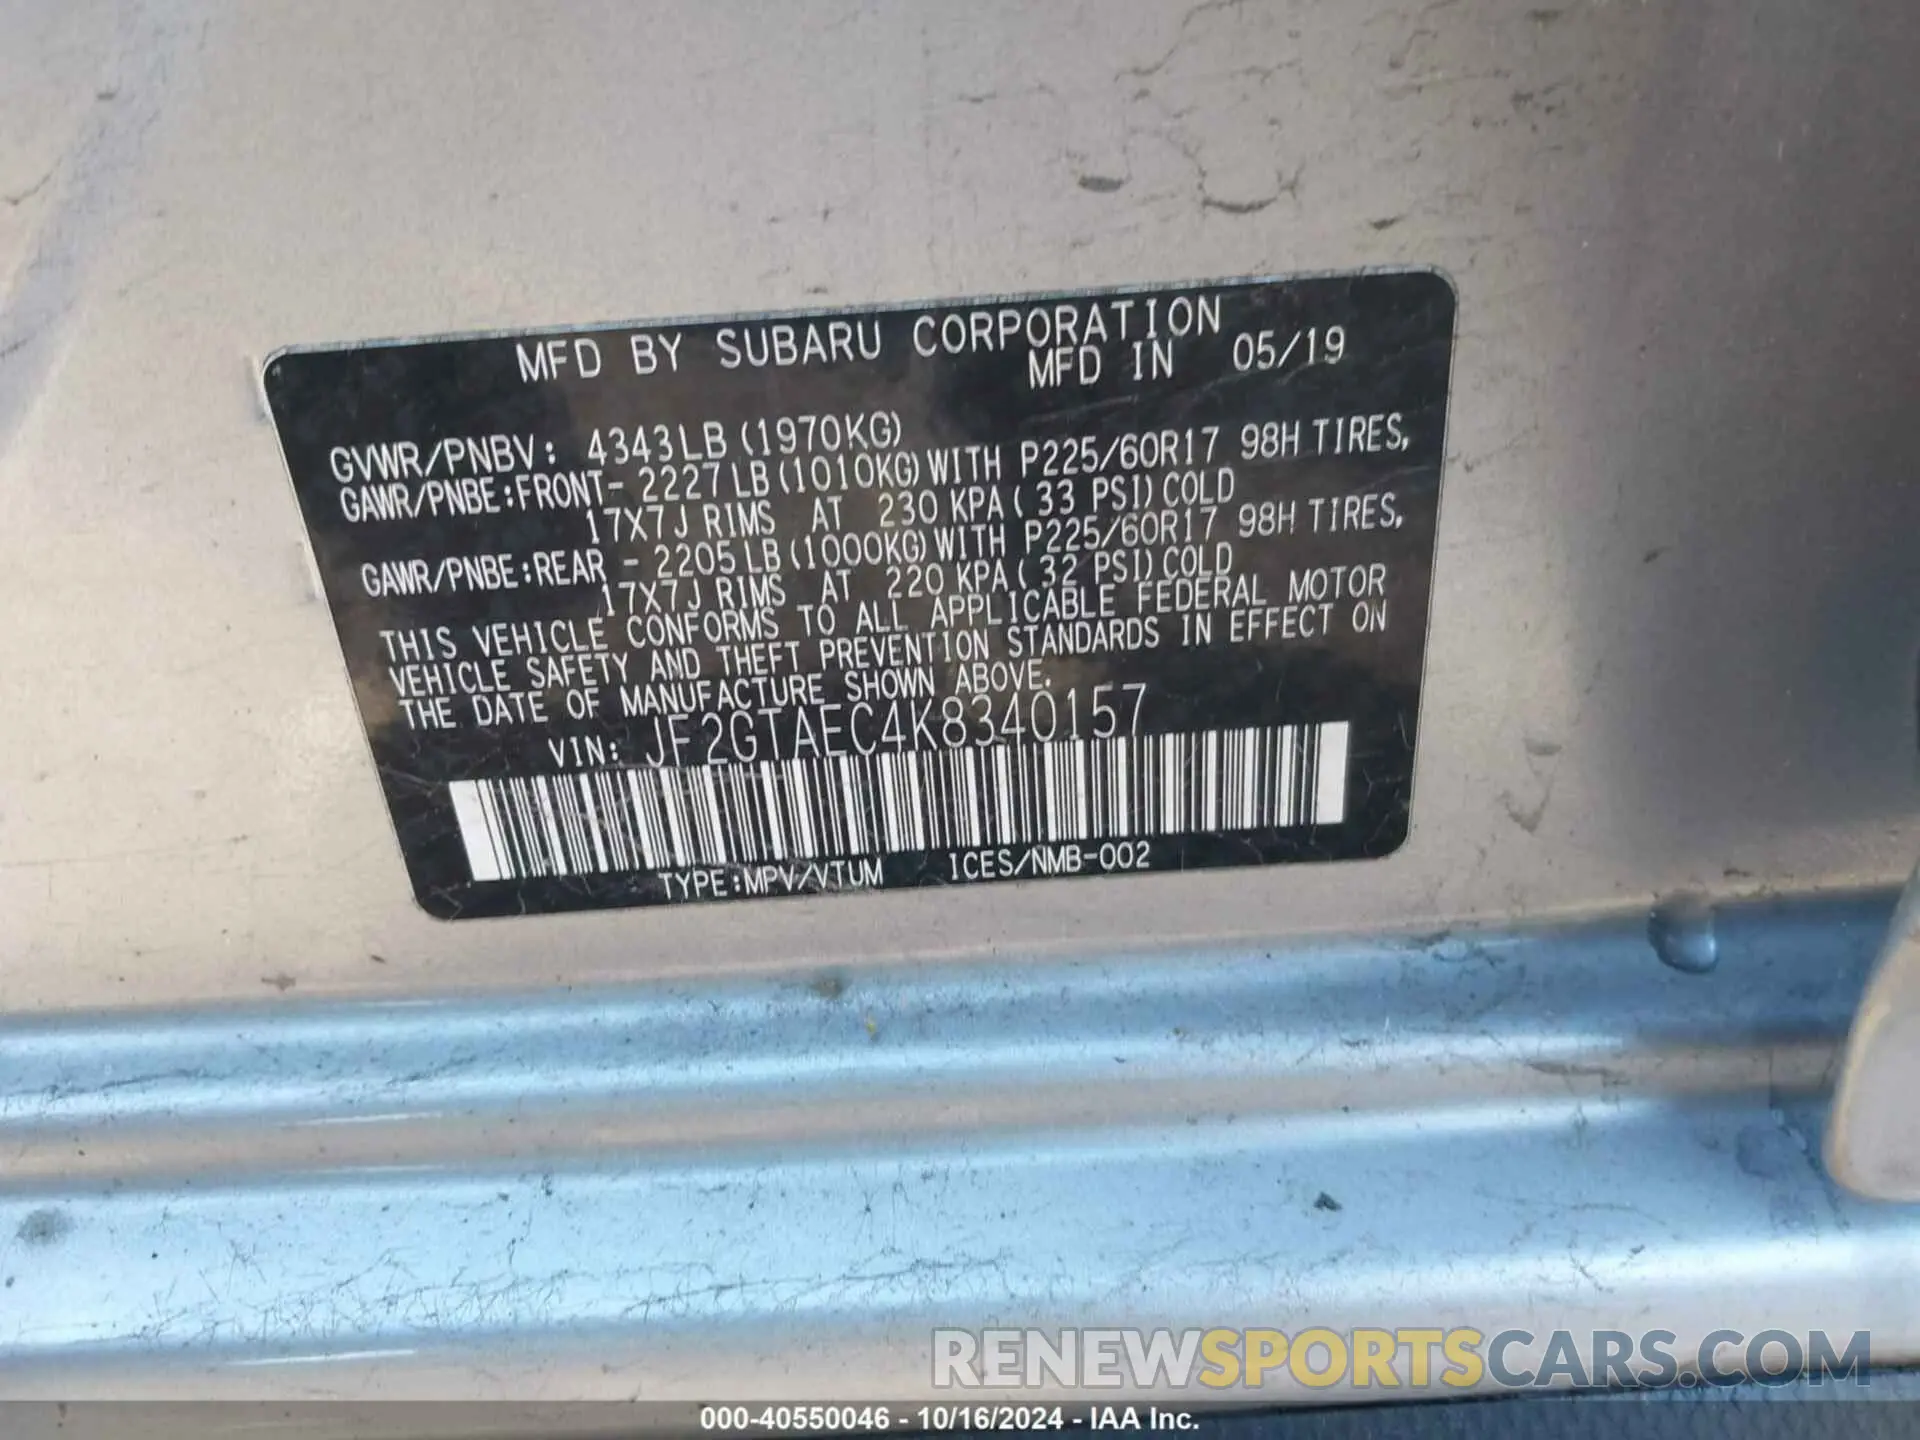 MFD BY SUBARU CORPORATION
MFD IN 05/19
GVWR/PNBV: 4343LB (1970KG)
GAWR/PNBE:FRONT- 2227LB (1010KG) WITH P225/60R17 98H TIRES,
17X7J RIMS AT 230 KPA ( 33 PSI) COLD
GAWR/PNBE:REAR - 2205LB (1000KG) WITH P225/60R17 98H TIRES,
17X7J RIMS AT 220 KPA ( 32 PSI) COLD
THIS VEHICLE CONFORMS TO ALL APPLICABLE FEDERAL MOTOR
VEHICLE SAFETY AND THEFT PREVENTION STANDARDS IN EFFECT ON
THE DATE OF MANUFACTURE SHOWN ABOVE.
VIN: JF2GTAEC4K8340157
TYPE:MPV/VTUM ICES/NMB-002
RENEWSPORTSCARS.COM
000-40550046 - 10/16/2024 - IAA Inc.